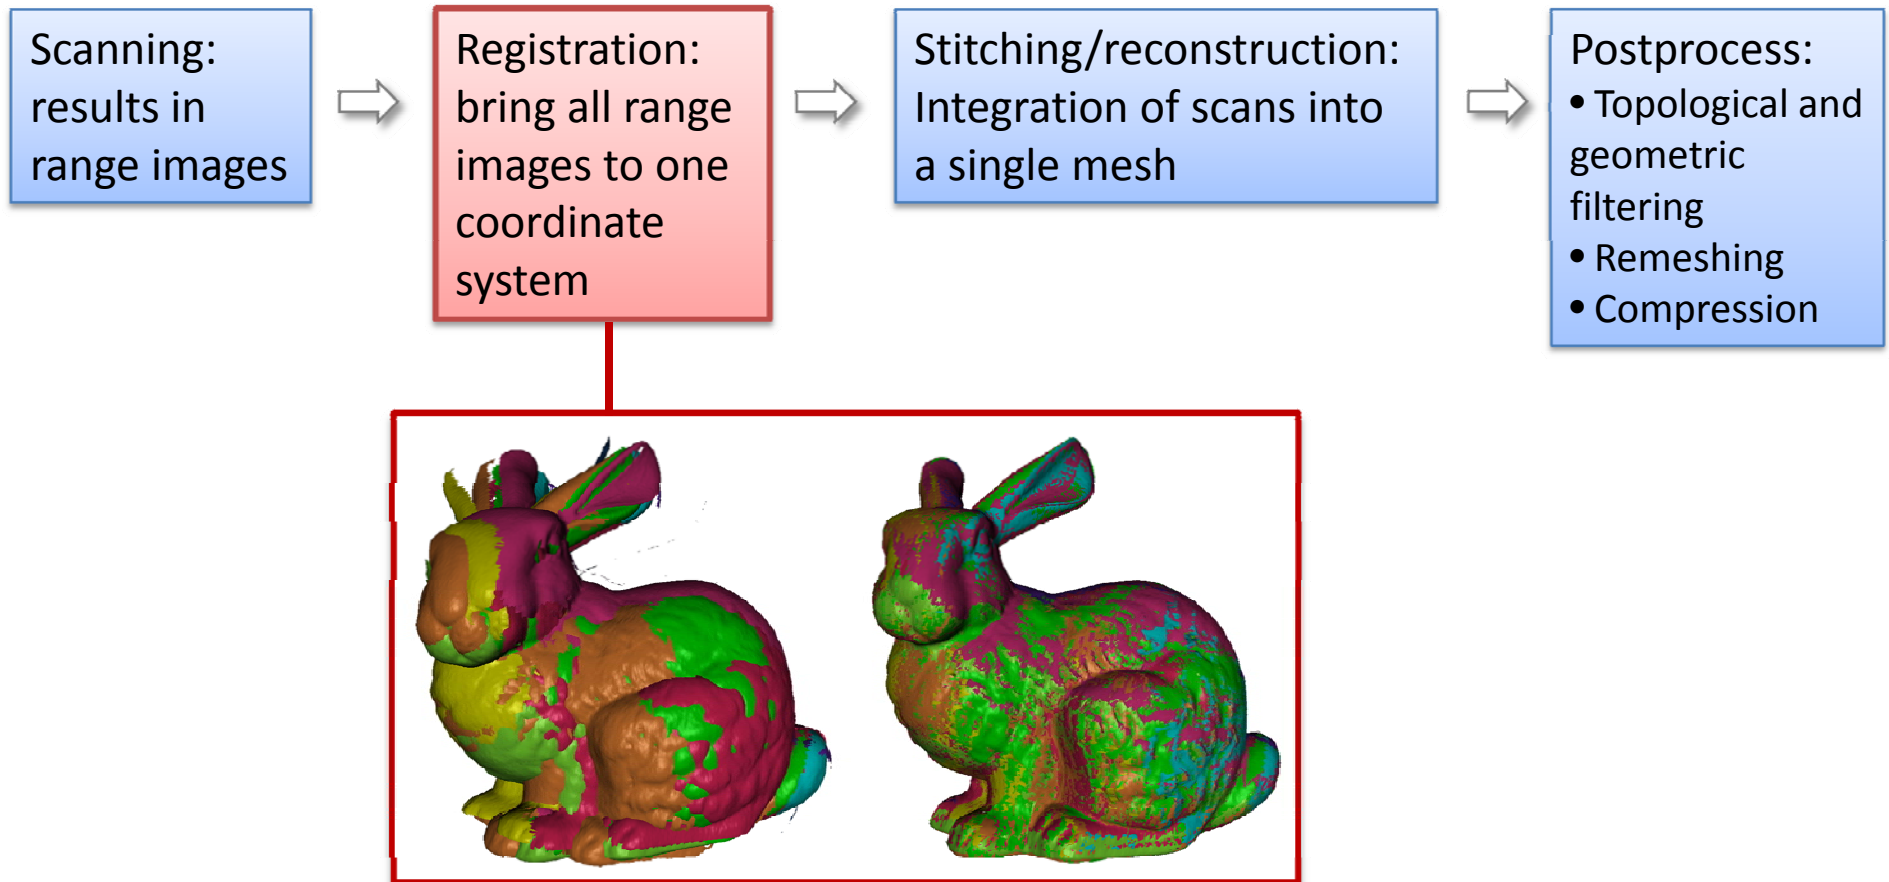 Scanning:
results in
range images
Registration:
bring all range
images to one
coordinate
system
Stitching/reconstruction:
Integration of scans into
a single mesh
Postprocess:
• Topological and
geometric
filtering
• Remeshing
• Compression